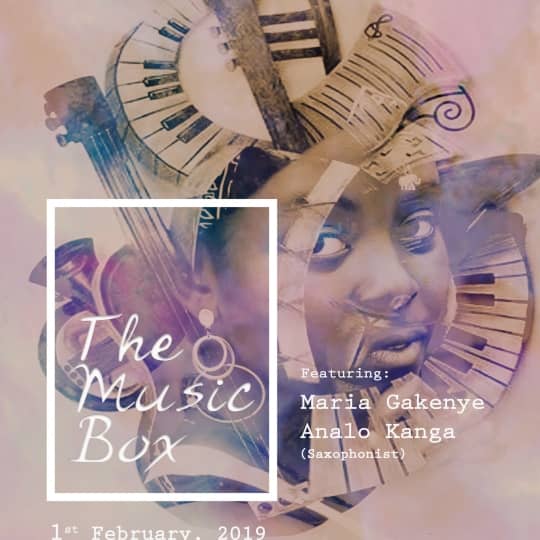 The
Music
Box
Featuring:
Maria Gakenye
Analo Kanga
(Saxophonist)
1st February, 2019